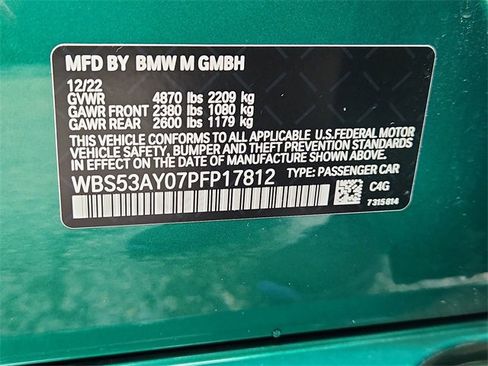 MFD BY BMW M GMBH
12/22
GVWR 4870 lbs 2209 kg
GAWR FRONT 2380 lbs 1080 kg
GAWR REAR 2600 lbs 1179 kg
THIS VEHICLE CONFORMS TO ALL APPLICABLE U.S.FEDERAL MOTOR
VEHICLE SAFETY, BUMPER, AND THEFT PREVENTION STANDARDS
IN EFFECT ON THE DATE OF MANUFACTURE SHOWN ABOVE.
WBS53AY07PFP17812 TYPE: PASSENGER CAR
C4G
7315814